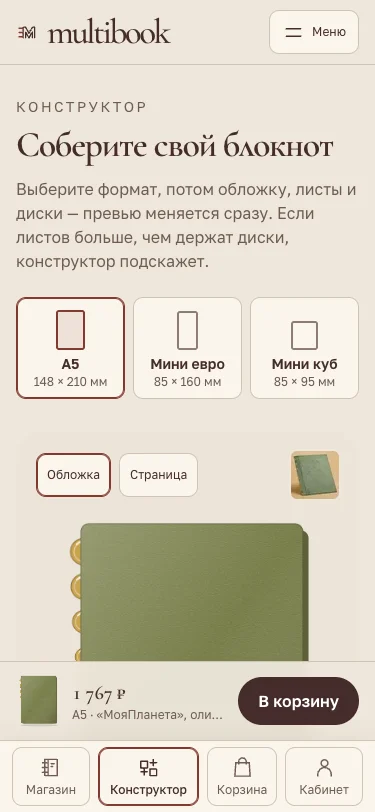 multibook
Меню
КОНСТРУКТОР
Соберите свой блокнот
Выберите формат, потом обложку, листы и
диски — превью меняется сразу. Если
листов больше, чем держат диски,
конструктор подскажет.
А5
148 × 210 мм
Мини евро
85 × 160 мм
Мини куб
85 × 95 мм
Обложка
Страница
1 767 ₽
А5 · «МояПланета», оли...
В корзину
Магазин
Конструктор
Корзина
Кабинет